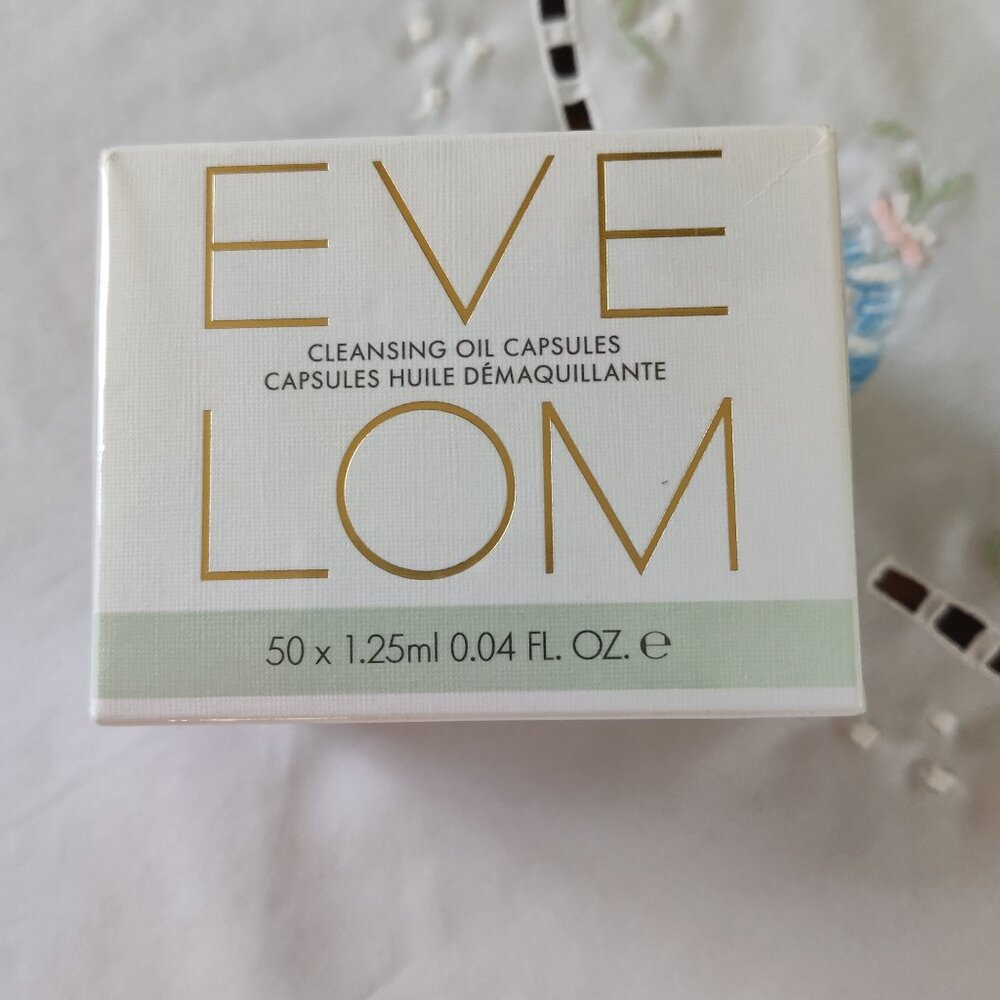 EVE
CLEANSING OIL CAPSULES
CAPSULES HUILE DÉMAQUILLANTE
LOM
50 x 1.25ml 0.04 FL. OZ. ℮